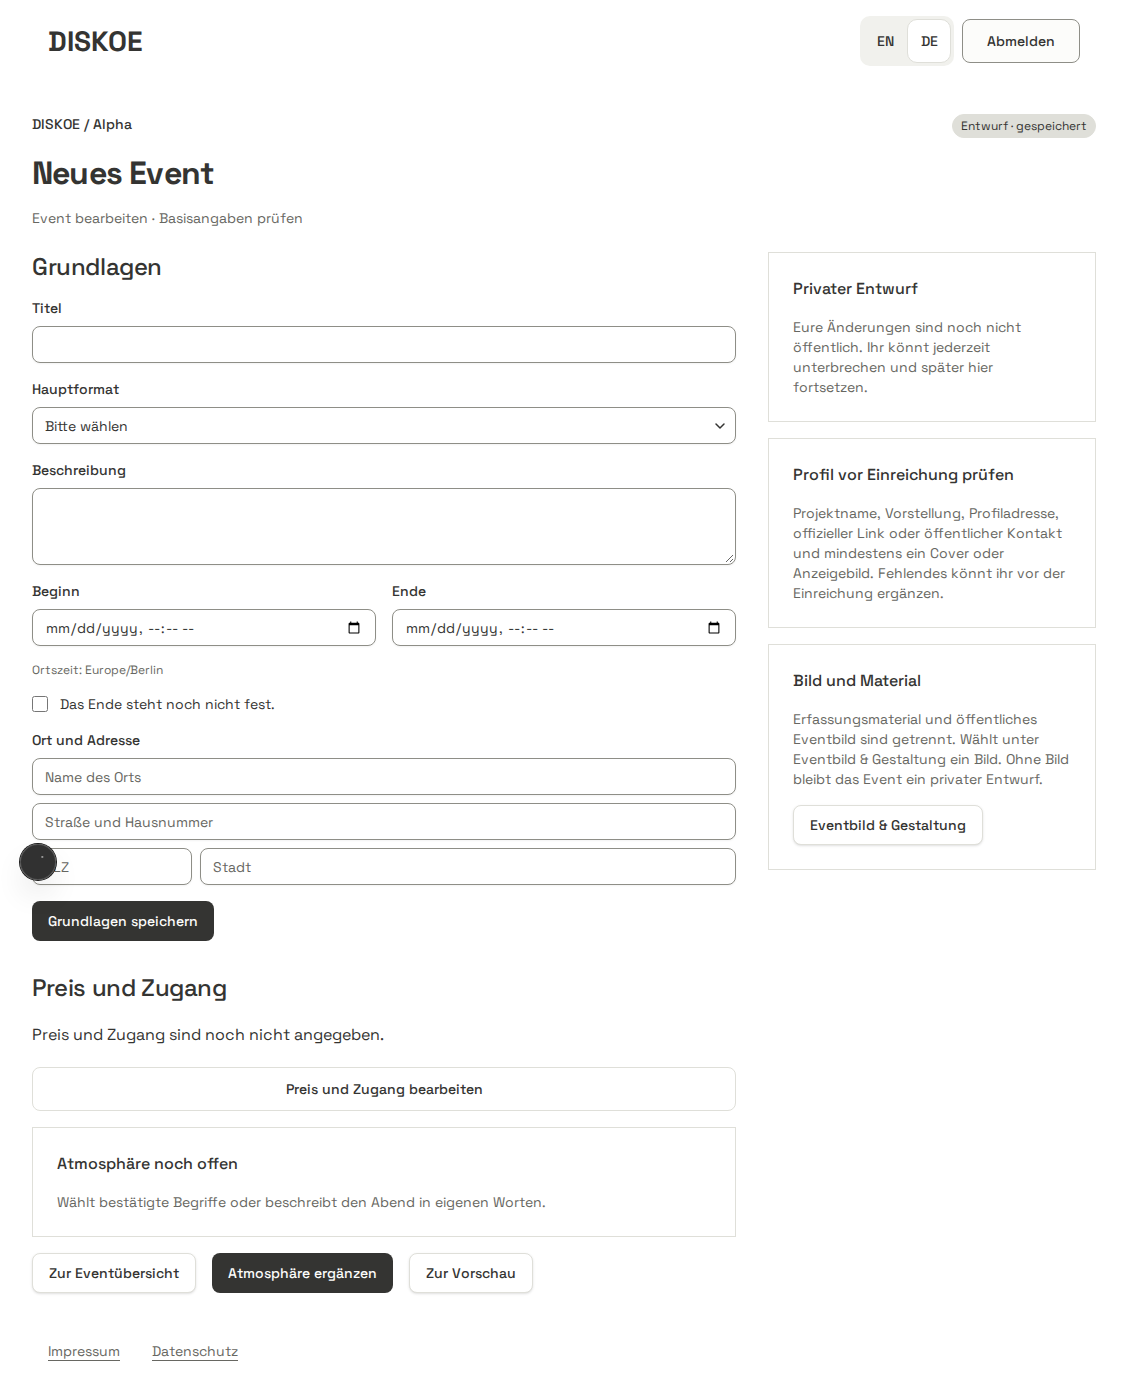 DISKOE
EN
DE
Abmelden
DISKOE / Alpha
Entwurf · gespeichert
Neues Event
Event bearbeiten · Basisangaben prüfen
Grundlagen
Titel
Hauptformat
Bitte wählen
Beschreibung
Beginn
Ende
mm/dd/yyyy, --:-- --
mm/dd/yyyy, --:-- --
Ortszeit: Europe/Berlin
Das Ende steht noch nicht fest.
Ort und Adresse
Name des Orts
Straße und Hausnummer
Stadt
Grundlagen speichern
Preis und Zugang
Preis und Zugang sind noch nicht angegeben.
Preis und Zugang bearbeiten
Atmosphäre noch offen
Wählt bestätigte Begriffe oder beschreibt den Abend in eigenen Worten.
Zur Eventübersicht
Atmosphäre ergänzen
Zur Vorschau
Privater Entwurf
Eure Änderungen sind noch nicht
öffentlich. Ihr könnt jederzeit
unterbrechen und später hier
fortsetzen.
Profil vor Einreichung prüfen
Projektname, Vorstellung, Profiladresse,
offizieller Link oder öffentlicher Kontakt
und mindestens ein Cover oder
Anzeigebild. Fehlendes könnt ihr vor der
Einreichung ergänzen.
Bild und Material
Erfassungsmaterial und öffentliches
Eventbild sind getrennt. Wählt unter
Eventbild & Gestaltung ein Bild. Ohne Bild
bleibt das Event ein privater Entwurf.
Eventbild & Gestaltung
Impressum
Datenschutz